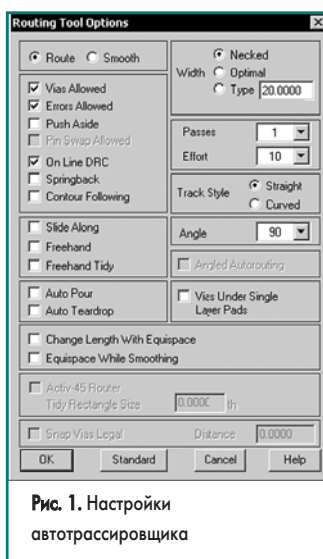 Routing Tool Options
Route Smooth
Vias Allowed
Errors Allowed
Push Aside
Pin Swap Allowed
On Line DRC
Springback
Contour Following
Slide Along
Freehand
Freehand Tidy
Auto Pour
Auto Teardrop
Width Necked
Optimal
Type 20.0000
Passes 1
Effort 10
Track Style Straight
Curved
Angle 90
Angled Autorouting
Vias Under Single
Layer Pads
Change Length With Equispace
Equispace While Smoothing
Activ-45 Router
Tidy Rectangle Size 0.000C th
Snap Vias Legal Distance 0.0000
OK Standard Cancel Help
Рис. 1. Настройки
автотрассировщика